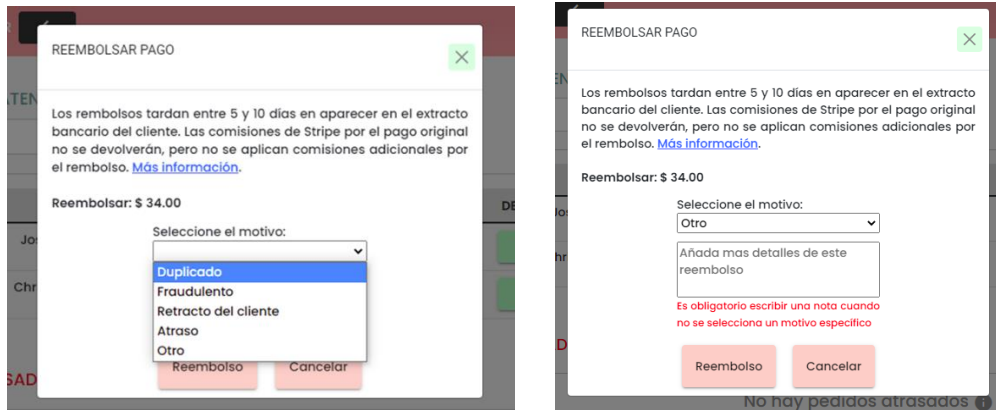 REEMBOLSAR PAGO
Los rembolsos tardan entre 5 y 10 días en aparecer en el extracto
bancario del cliente. Las comisiones de Stripe por el pago original
no se devolverán, pero no se aplican comisiones adicionales por
el rembolso. Más información.
Reembolsar: $ 34.00
Seleccione el motivo:
Duplicado
Fraudulento
Retracto del cliente
Atraso
Otro
Reembolso Cancelar
REEMBOLSAR PAGO
Los rembolsos tardan entre 5 y 10 días en aparecer en el extracto
bancario del cliente. Las comisiones de Stripe por el pago original
no se devolverán, pero no se aplican comisiones adicionales por
el rembolso. Más información.
Reembolsar: $ 34.00
Seleccione el motivo:
Otro
Añada mas detalles de este
reembolso
Es obligatorio escribir una nota cuando
no se selecciona un motivo especifico
Reembolso Cancelar
No hay pedidos atrasados